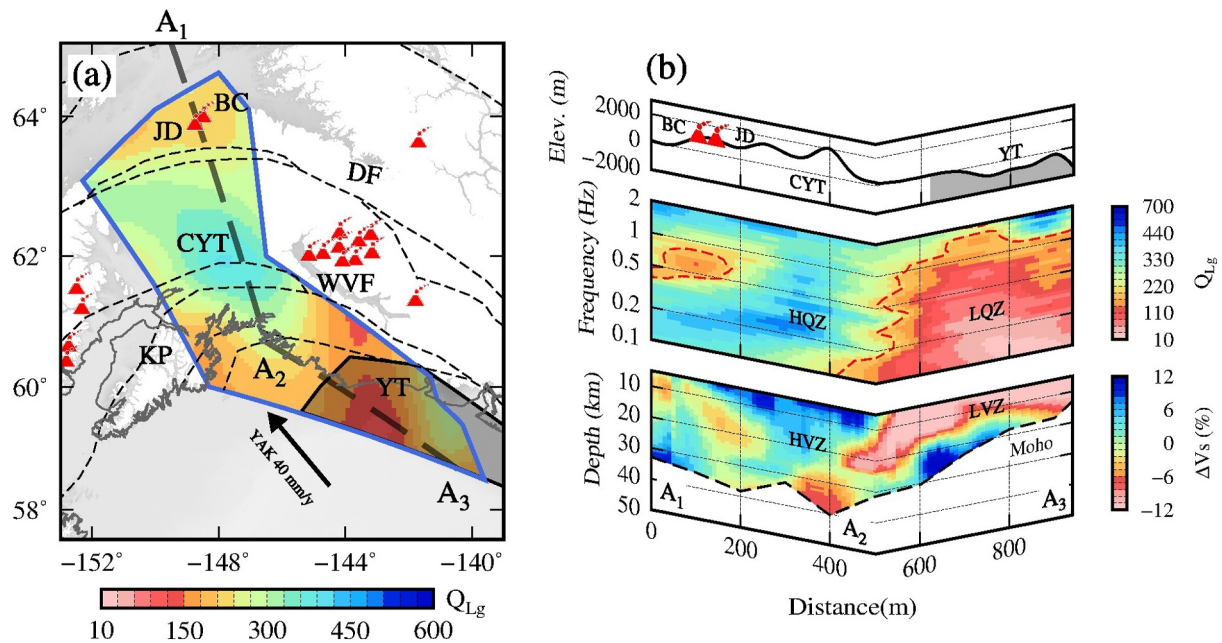 A1
(a)
BC
JD
DF
CYT
WVF
KP
A2
YT
YAK 40 mm/y
A3
64°
62°
60°
58°
−152° −148° −144° −140°
QLg
10 150 300 450 600
(b)
Elev. (m)
2000
0
−2000
BC JD
CYT
YT
Frequency (Hz)
2
1
0.5
0.2
0.1
HQZ
LQZ
700
440
330
220
110
10
QLg
Depth (km)
10
20
30
40
50
HVZ
LVZ
Moho
A1
A2
A3
12
6
0
−6
−12
ΔVs (%)
0 200 400 600 800
Distance(m)